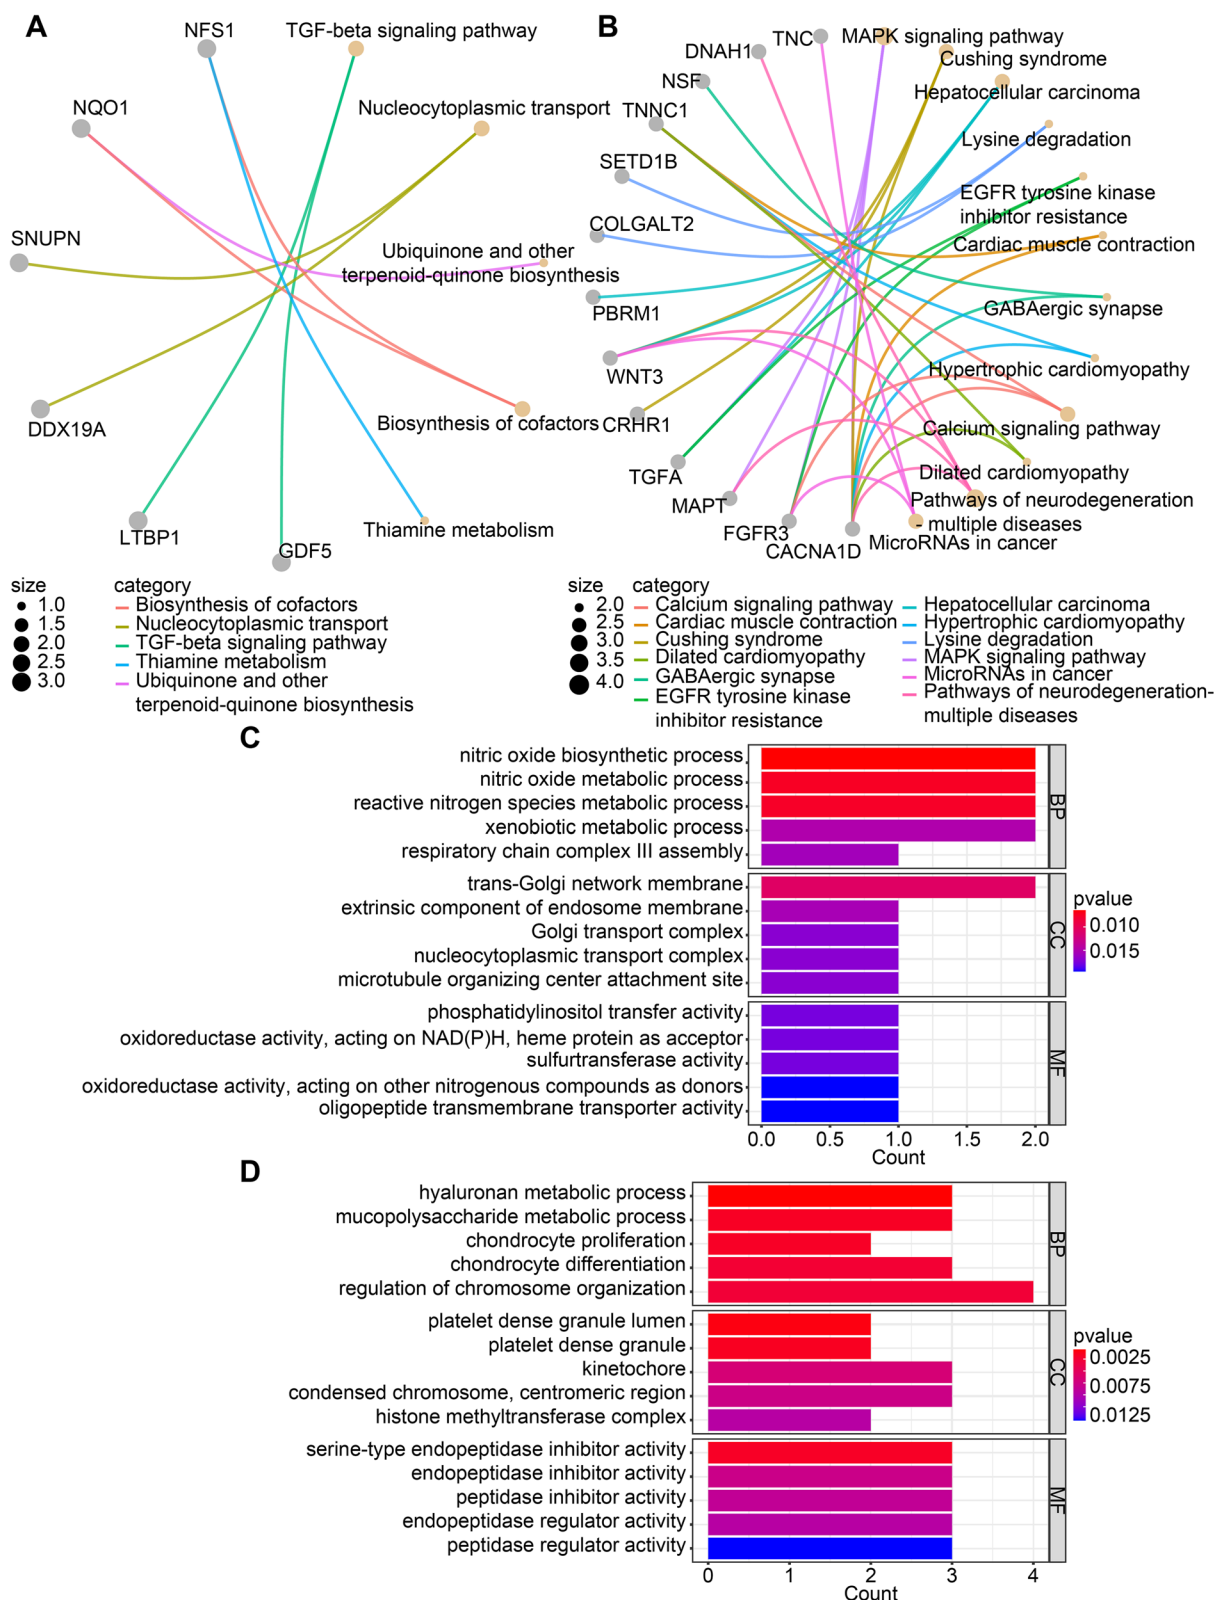 A
NFS1
TGF-beta signaling pathway
NQO1
Nucleocytoplasmic transport
SNUPN
Ubiquinone and other
terpenoid-quinone biosynthesis
DDX19A
Biosynthesis of cofactors
LTBP1
Thiamine metabolism
GDF5
size
1.0
1.5
2.0
2.5
3.0
category
Biosynthesis of cofactors
Nucleocytoplasmic transport
TGF-beta signaling pathway
Thiamine metabolism
Ubiquinone and other
terpenoid-quinone biosynthesis
B
TNC
MAPK signaling pathway
DNAH1
Cushing syndrome
NSF
Hepatocellular carcinoma
TNNC1
Lysine degradation
SETD1B
EGFR tyrosine kinase
inhibitor resistance
COLGALT2
Cardiac muscle contraction
PBRM1
GABAergic synapse
WNT3
Hypertrophic cardiomyopathy
CRHR1
Calcium signaling pathway
TGFA
Dilated cardiomyopathy
MAPT
Pathways of neurodegeneration
- multiple diseases
FGFR3
CACNA1D
MicroRNAs in cancer
size
2.0
2.5
3.0
3.5
4.0
category
Calcium signaling pathway
Cardiac muscle contraction
Cushing syndrome
Dilated cardiomyopathy
GABAergic synapse
EGFR tyrosine kinase
inhibitor resistance
Hepatocellular carcinoma
Hypertrophic cardiomyopathy
Lysine degradation
MAPK signaling pathway
MicroRNAs in cancer
Pathways of neurodegeneration-
multiple diseases
C
nitric oxide biosynthetic process
nitric oxide metabolic process
reactive nitrogen species metabolic process
xenobiotic metabolic process
respiratory chain complex III assembly
BP
trans-Golgi network membrane
extrinsic component of endosome membrane
Golgi transport complex
nucleocytoplasmic transport complex
microtubule organizing center attachment site
CC
phosphatidylinositol transfer activity
oxidoreductase activity, acting on NAD(P)H, heme protein as acceptor
sulfurtransferase activity
oxidoreductase activity, acting on other nitrogenous compounds as donors
oligopeptide transmembrane transporter activity
MF
0.0 0.5 1.0 1.5 2.0
Count
pvalue
0.010
0.015
D
hyaluronan metabolic process
mucopolysaccharide metabolic process
chondrocyte proliferation
chondrocyte differentiation
regulation of chromosome organization
BP
platelet dense granule lumen
platelet dense granule
kinetochore
condensed chromosome, centromeric region
histone methyltransferase complex
CC
serine-type endopeptidase inhibitor activity
endopeptidase inhibitor activity
peptidase inhibitor activity
endopeptidase regulator activity
peptidase regulator activity
MF
0 1 2 3 4
Count
pvalue
0.0025
0.0075
0.0125